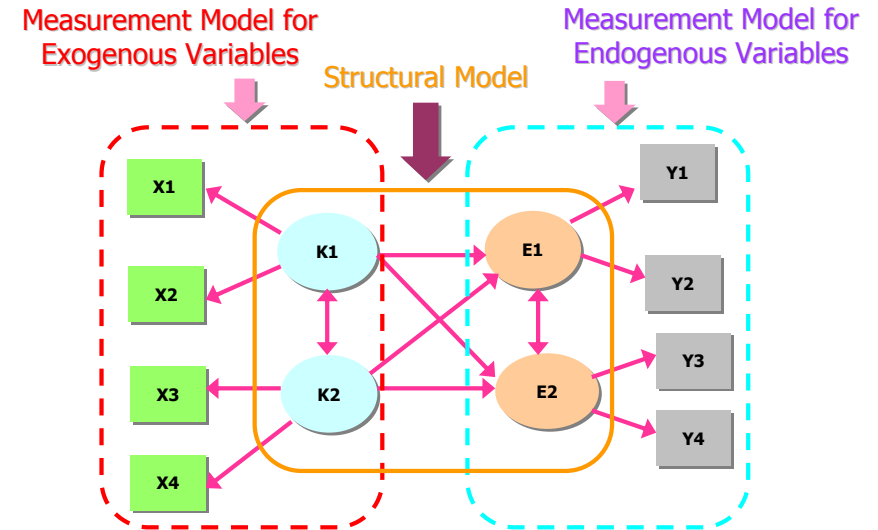 Measurement Model for
Exogenous Variables
Measurement Model for
Endogenous Variables
Structural Model
X1
X2
X3
X4
K1
K2
E1
E2
Y1
Y2
Y3
Y4